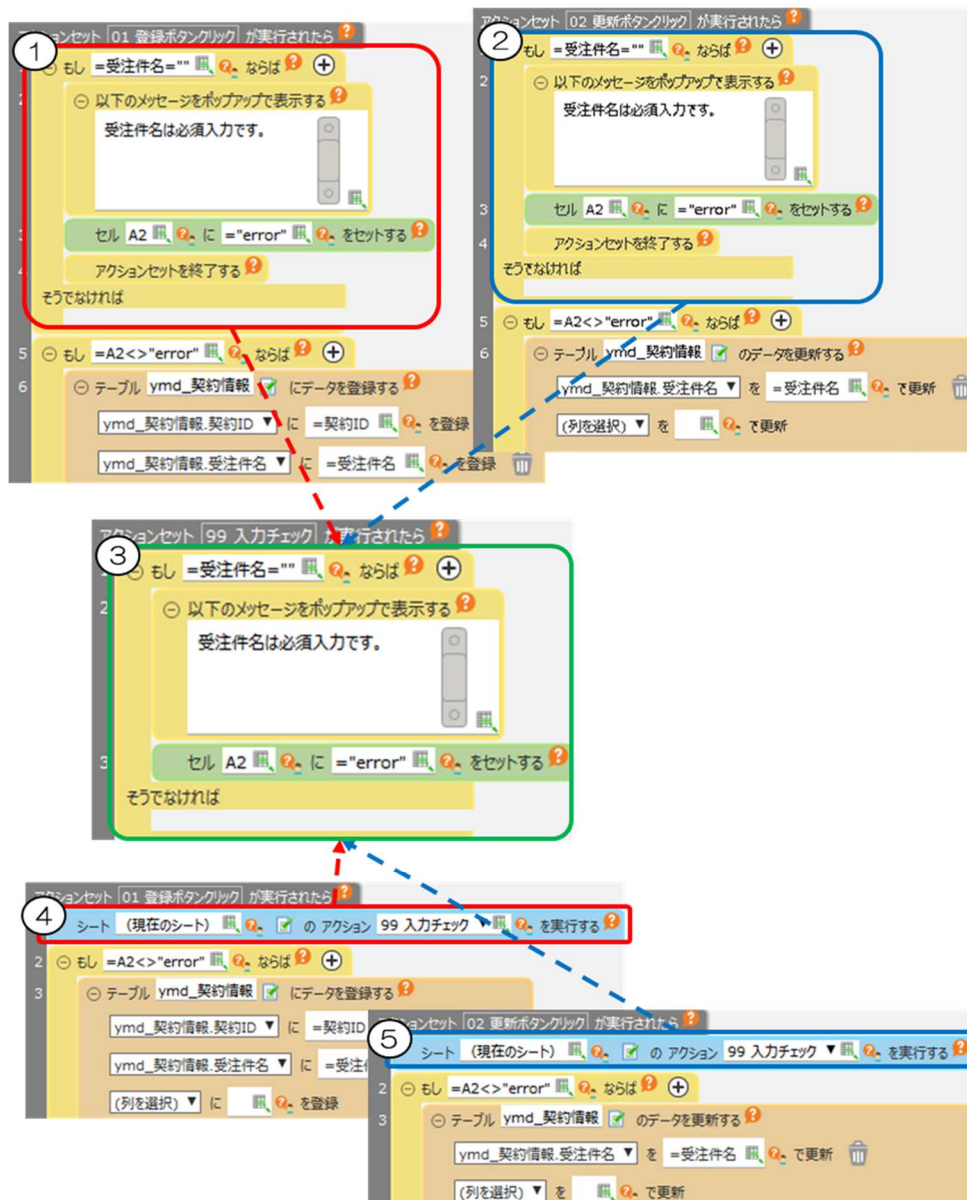 ①
アクションセット 01 登録ボタンクリック が実行されたら
もし =受注件名="" ならば
2 以下のメッセージをポップアップで表示する
受注件名は必須入力です。
3 セル A2 に ="error" をセットする
4 アクションセットを終了する
そうでなければ
5 もし =A2<>"error" ならば
6 テーブル ymd_契約情報 にデータを登録する
ymd_契約情報.契約ID ▼ に =契約ID を登録
ymd_契約情報.受注件名 ▼ に =受注件名 を登録
②
アクションセット 02 更新ボタンクリック が実行されたら
もし =受注件名="" ならば
2 以下のメッセージをポップアップで表示する
受注件名は必須入力です。
3 セル A2 に ="error" をセットする
4 アクションセットを終了する
そうでなければ
5 もし =A2<>"error" ならば
6 テーブル ymd_契約情報 のデータを更新する
ymd_契約情報.受注件名 ▼ を =受注件名 で更新
(列を選択) ▼ を で更新
③
アクションセット 99 入力チェック が実行されたら
もし =受注件名="" ならば
2 以下のメッセージをポップアップで表示する
受注件名は必須入力です。
3 セル A2 に ="error" をセットする
そうでなければ
④
アクションセット 01 登録ボタンクリック が実行されたら
シート (現在のシート) の アクション 99 入力チェック ▼ を実行する
2 もし =A2<>"error" ならば
3 テーブル ymd_契約情報 にデータを登録する
ymd_契約情報.契約ID ▼ に =契約ID
ymd_契約情報.受注件名 ▼ に =受注
(列を選択) ▼ に を登録
⑤
アクションセット 02 更新ボタンクリック が実行されたら
シート (現在のシート) の アクション 99 入力チェック ▼ を実行する
2 もし =A2<>"error" ならば
3 テーブル ymd_契約情報 のデータを更新する
ymd_契約情報.受注件名 ▼ を =受注件名 で更新
(列を選択) ▼ を で更新